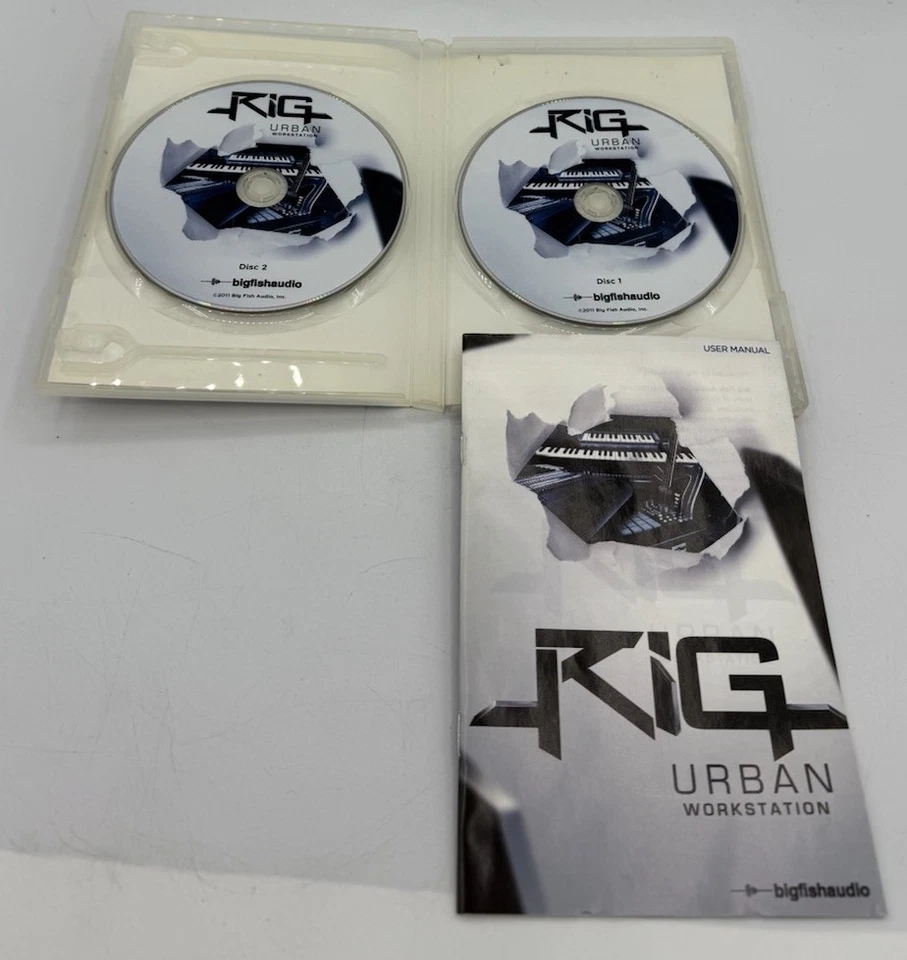 RiG
URBAN
WORKSTATION
Disc 2
bigfishaudio
©2011 Big Fish Audio, Inc.
RiG
URBAN
WORKSTATION
Disc 1
bigfishaudio
©2011 Big Fish Audio, Inc.
USER MANUAL
RiG
URBAN
WORKSTATION
bigfishaudio